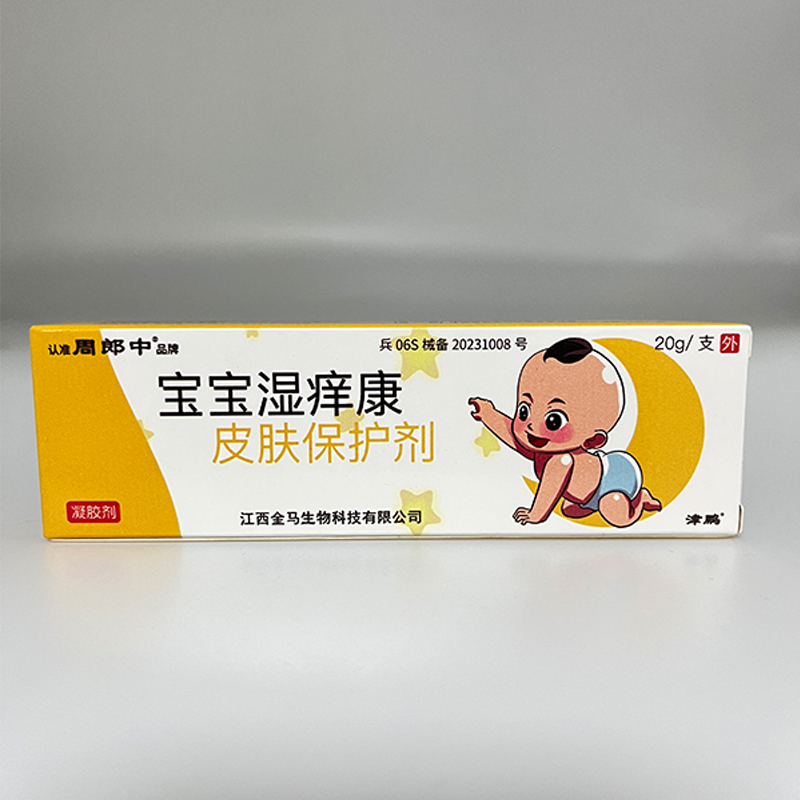 认准周郎中®品牌
兵 06S 械备 20231008 号
20g/ 支 外
宝宝湿痒康
皮肤保护剂
凝胶剂
江西金马生物科技有限公司
津鹏®